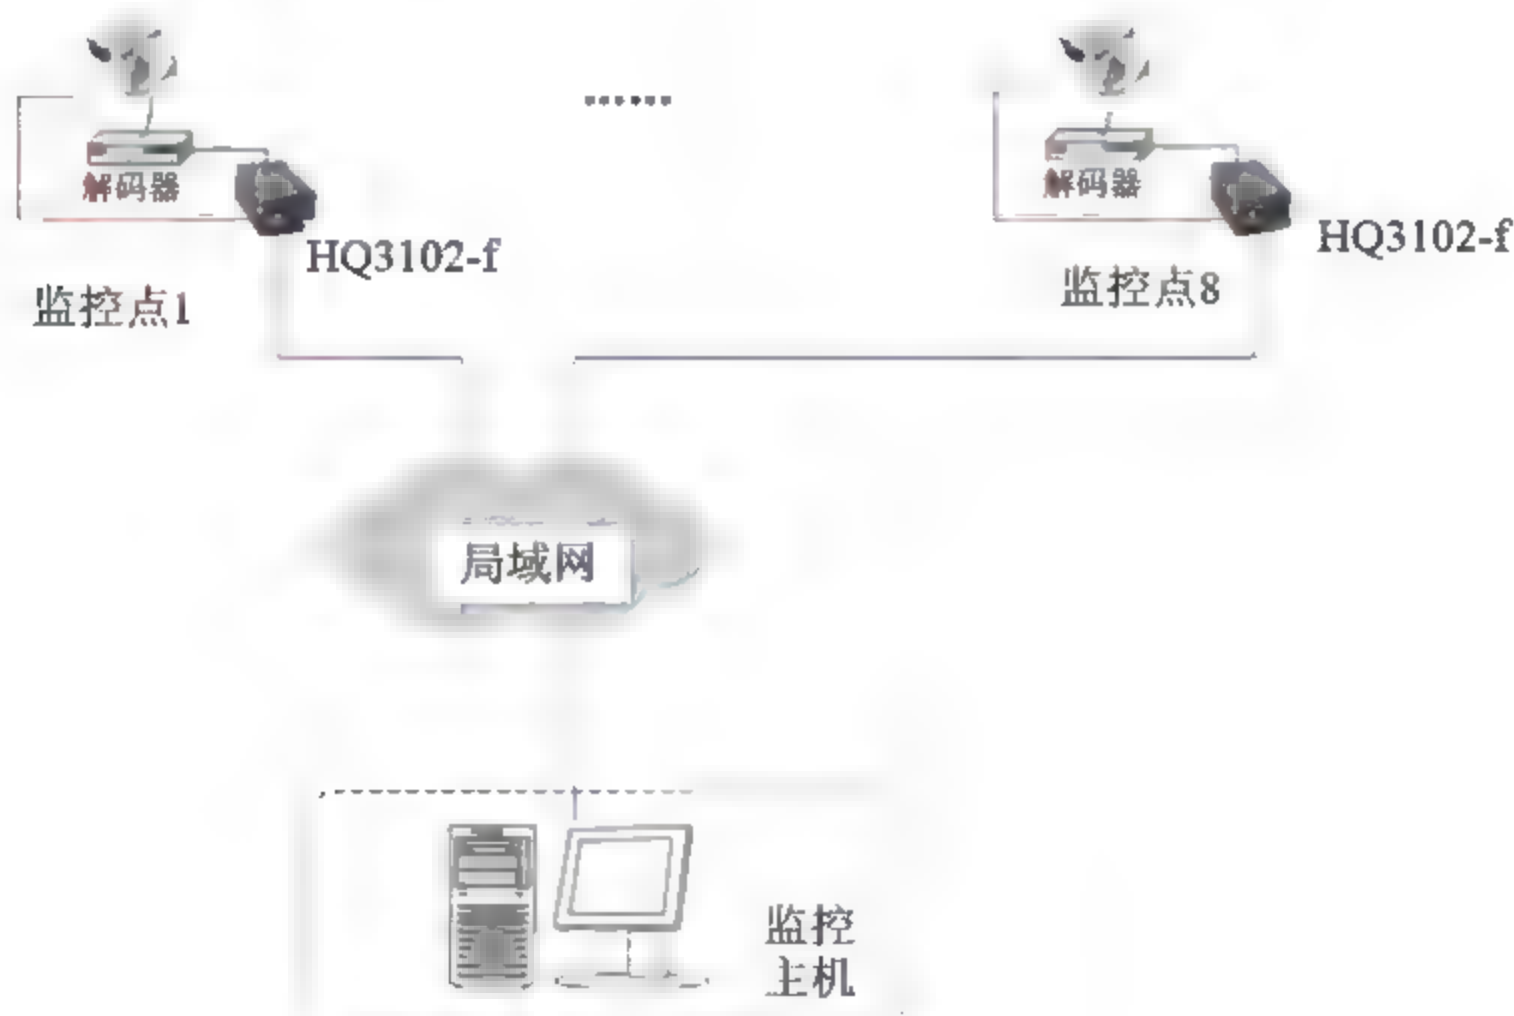 ......
解码器
解码器
HQ3102-f
HQ3102-f
监控点1
监控点8
局域网
监控
主机